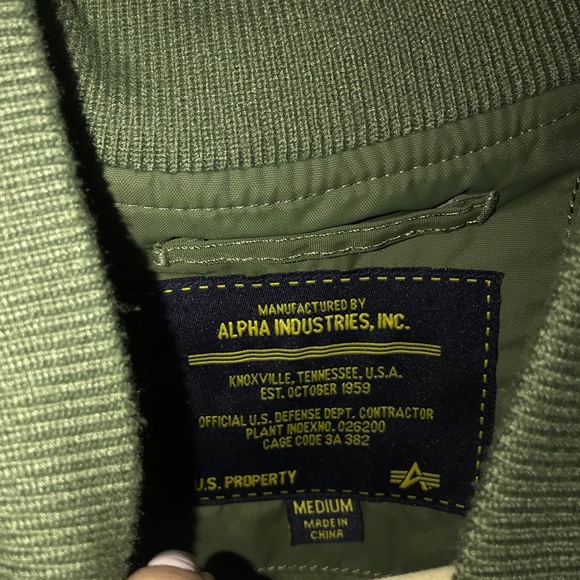 MANUFACTURED BY
ALPHA INDUSTRIES, INC.
KNOXVILLE, TENNESSEE, U.S.A.
EST. OCTOBER 1959
OFFICIAL U.S. DEFENSE DEPT. CONTRACTOR
PLANT INDEXNO. 026200
CAGE CODE 3A 382
U.S. PROPERTY
MEDIUM
MADE IN
CHINA